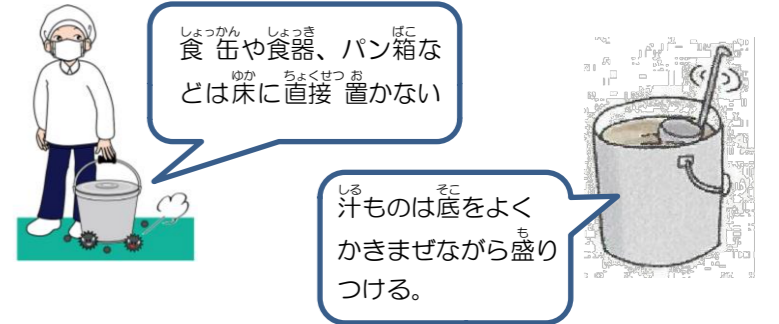 食缶や食器、パン箱な
どは床に直接置かない
汁ものは底をよく
かきまぜながら盛り
つける。